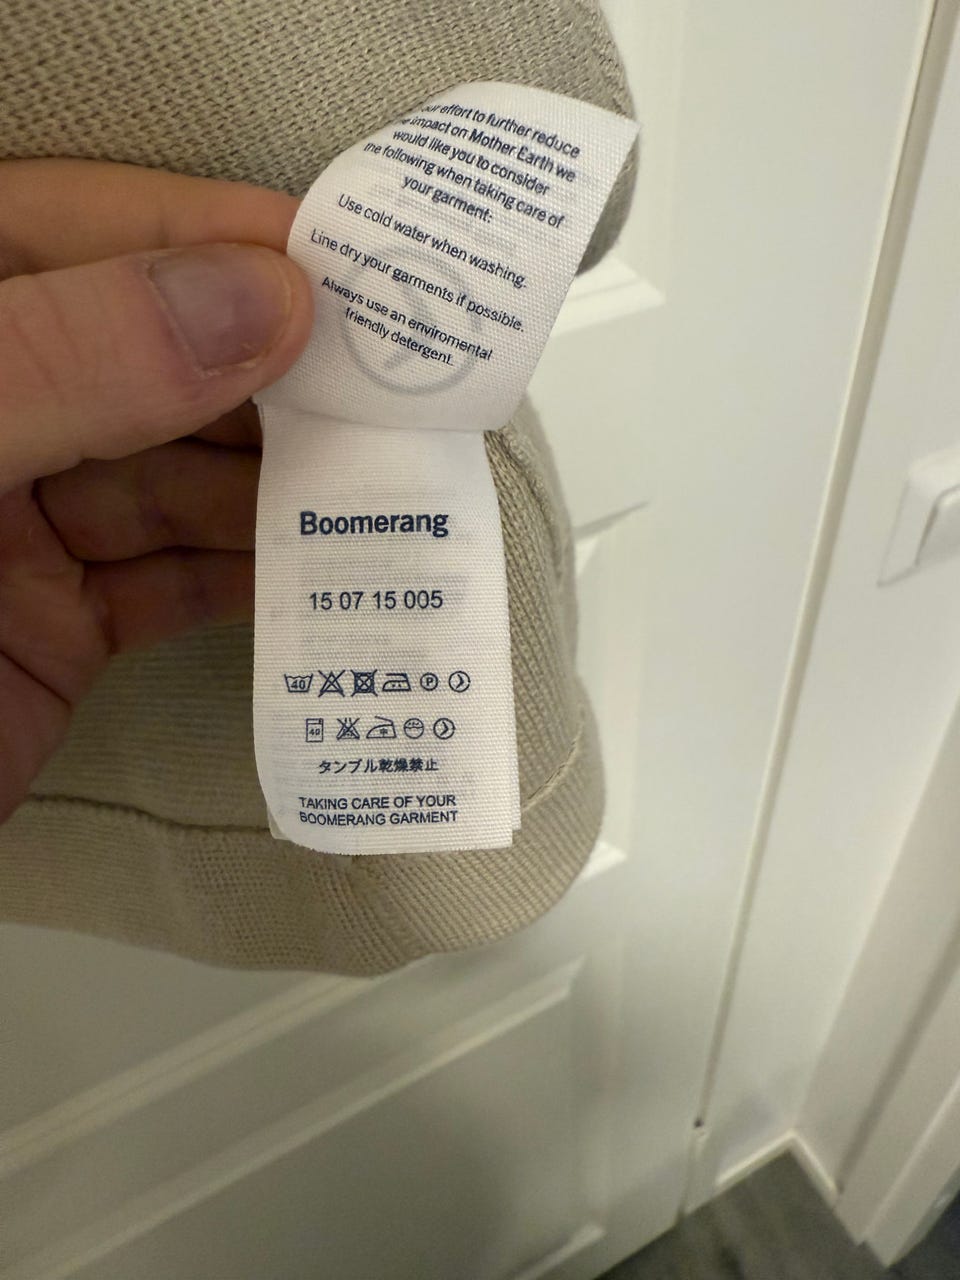 effort to further reduce
impact on Mother Earth we
would like you to consider
the following when taking care of
your garment:
Use cold water when washing.
Line dry your garments if possible.
Always use an enviromental
friendly detergent.
Boomerang
15 07 15 005
40
P
40
タンブル乾燥禁止
TAKING CARE OF YOUR
BOOMERANG GARMENT